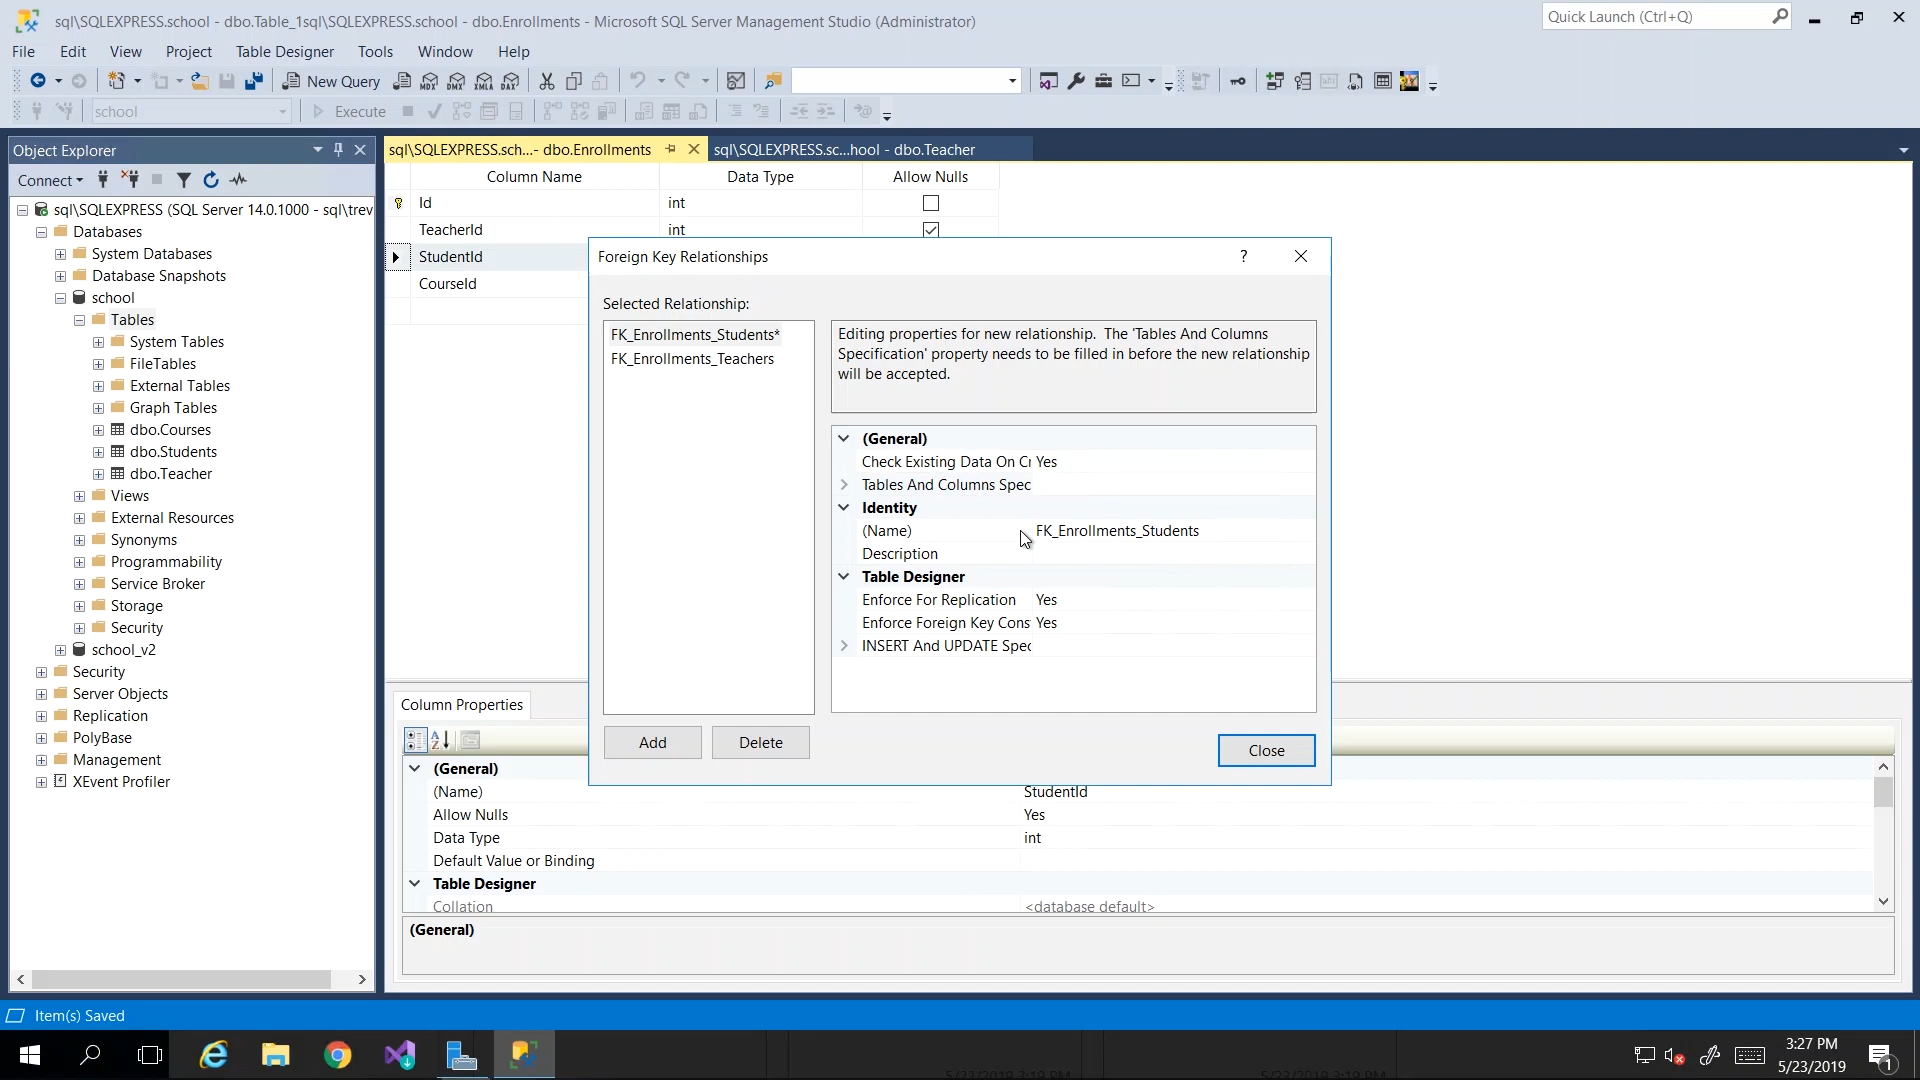 sql\SQLEXPRESS.school - dbo.Table_1sql\SQLEXPRESS.school - dbo.Enrollments - Microsoft SQL Server Management Studio (Administrator)
Quick Launch (Ctrl+Q)
File Edit View Project Table Designer Tools Window Help
New Query MDX DMX XMLA DAX
school Execute
Object Explorer
sql\SQLEXPRESS.sch...- dbo.Enrollments
sql\SQLEXPRESS.sc...hool - dbo.Teacher
Connect
sql\SQLEXPRESS (SQL Server 14.0.1000 - sql\trev
Databases
System Databases
Database Snapshots
school
Tables
System Tables
FileTables
External Tables
Graph Tables
dbo.Courses
dbo.Students
dbo.Teacher
Views
External Resources
Synonyms
Programmability
Service Broker
Storage
Security
school_v2
Security
Server Objects
Replication
PolyBase
Management
XEvent Profiler
Column Name Data Type Allow Nulls
Id int
TeacherId int
StudentId
CourseId
Foreign Key Relationships
?
Selected Relationship:
FK_Enrollments_Students*
FK_Enrollments_Teachers
Editing properties for new relationship. The 'Tables And Columns
Specification' property needs to be filled in before the new relationship
will be accepted.
(General)
Check Existing Data On Cr Yes
Tables And Columns Spec
Identity
(Name) FK_Enrollments_Students
Description
Table Designer
Enforce For Replication Yes
Enforce Foreign Key Cons Yes
INSERT And UPDATE Spec
Add Delete
Close
Column Properties
(General)
(Name) StudentId
Allow Nulls Yes
Data Type int
Default Value or Binding
Table Designer
Collation <database default>
(General)
Item(s) Saved
3:27 PM
5/23/2019
1